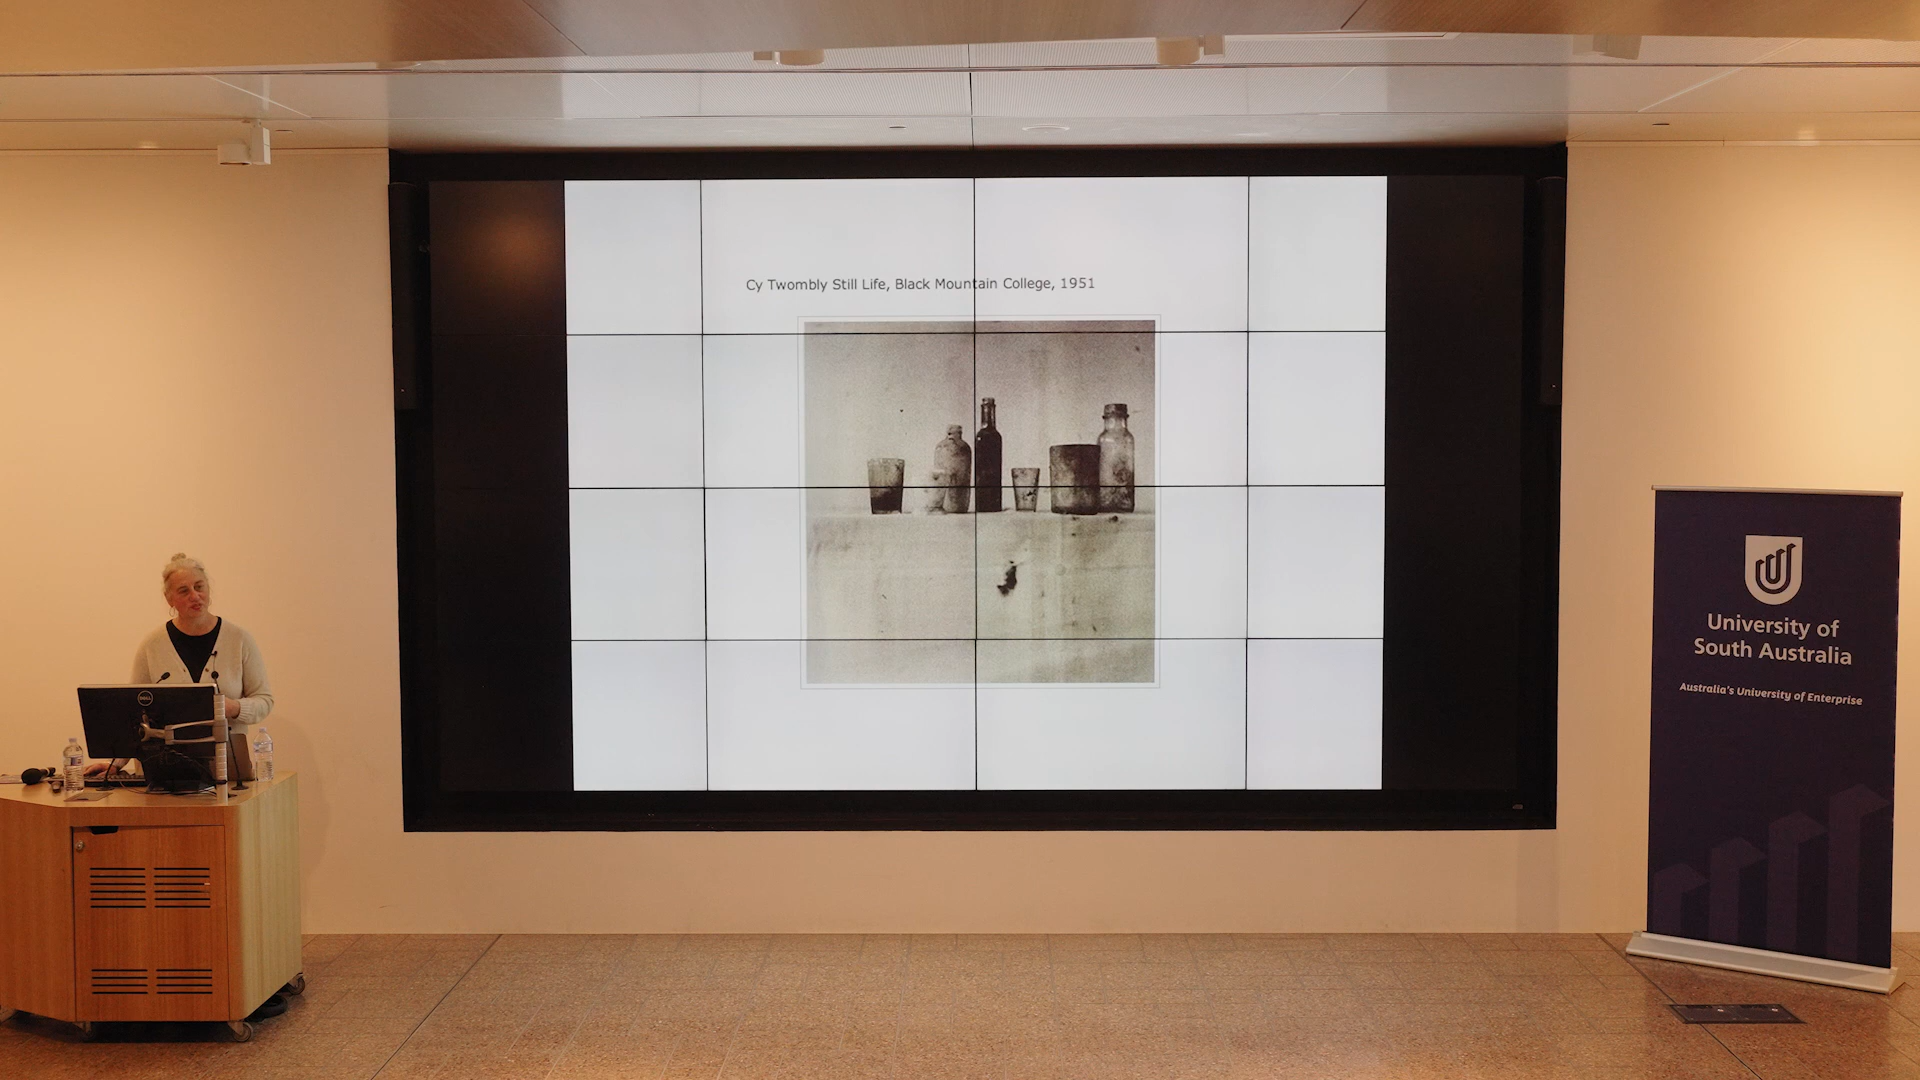 Cy Twombly Still Life, Black Mountain College, 1951
DELL
University of
South Australia
Australia's University of Enterprise